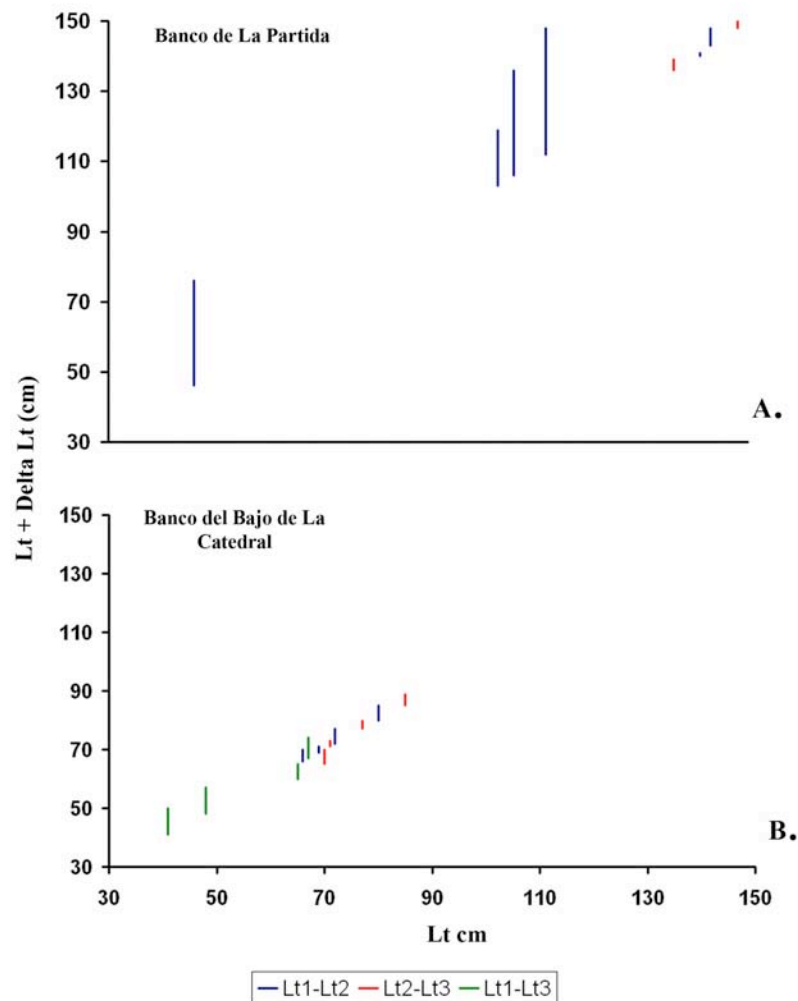 150
Banco de La Partida
130
110
90
70
50
30
A.
Lt + Delta Lt (cm)
150
Banco del Bajo de La
Catedral
130
110
90
70
50
30
B.
30 50 70 90 110 130 150
Lt cm
Lt1-Lt2 Lt2-Lt3 Lt1-Lt3